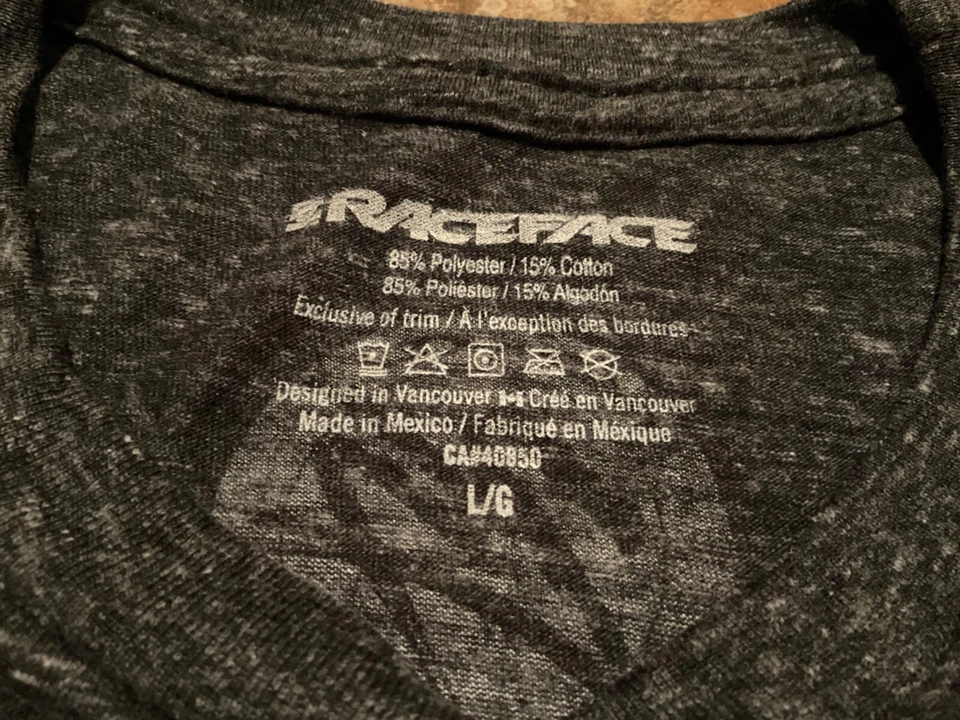 RACEFACE
85% Polyester / 15% Cotton
85% Poliéster / 15% Algodón
Exclusive of trim / À l'exception des bordures
Designed in Vancouver Créé en Vancouver
Made in Mexico / Fabriqué en Méxique
CA#40850
L/G